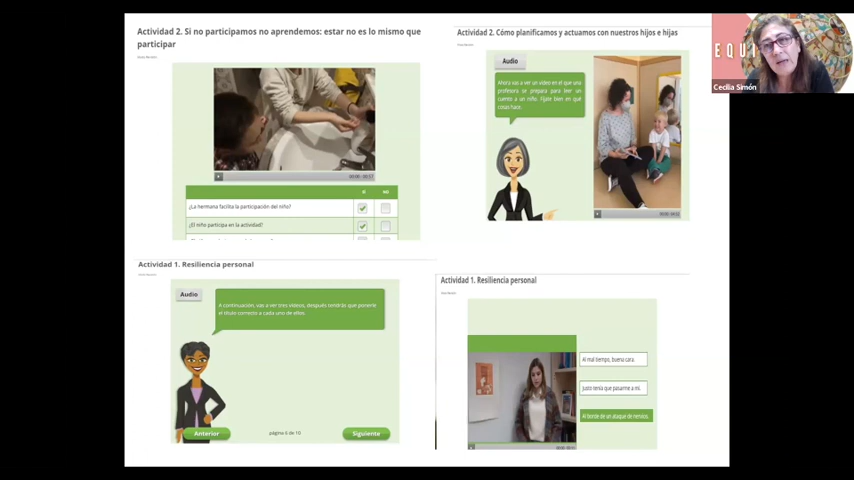 Actividad 2. Si no participamos no aprendemos: estar no es lo mismo que
participar
00:00 - 00:57
sí
no
¿La hermana facilita la participación del niño?
¿El niño participa en la actividad?
Actividad 2. Cómo planificamos y actuamos con nuestros hijos e hijas
Audio
Ahora vas a ver un vídeo en el que una
profesora se prepara para leer un
cuento a un niño. Fíjate bien en qué
cosas hace.
EQUI
Cecilia Simón
Actividad 1. Resiliencia personal
Audio
A continuación, vas a ver tres vídeos, después tendrás que ponerle
el título correcto a cada uno de ellos.
Anterior
página 6 de 10
Siguiente
Actividad 1. Resiliencia personal
Al mal tiempo, buena cara.
Justo tenía que pasarme a mí.
Al borde de un ataque de nervios.